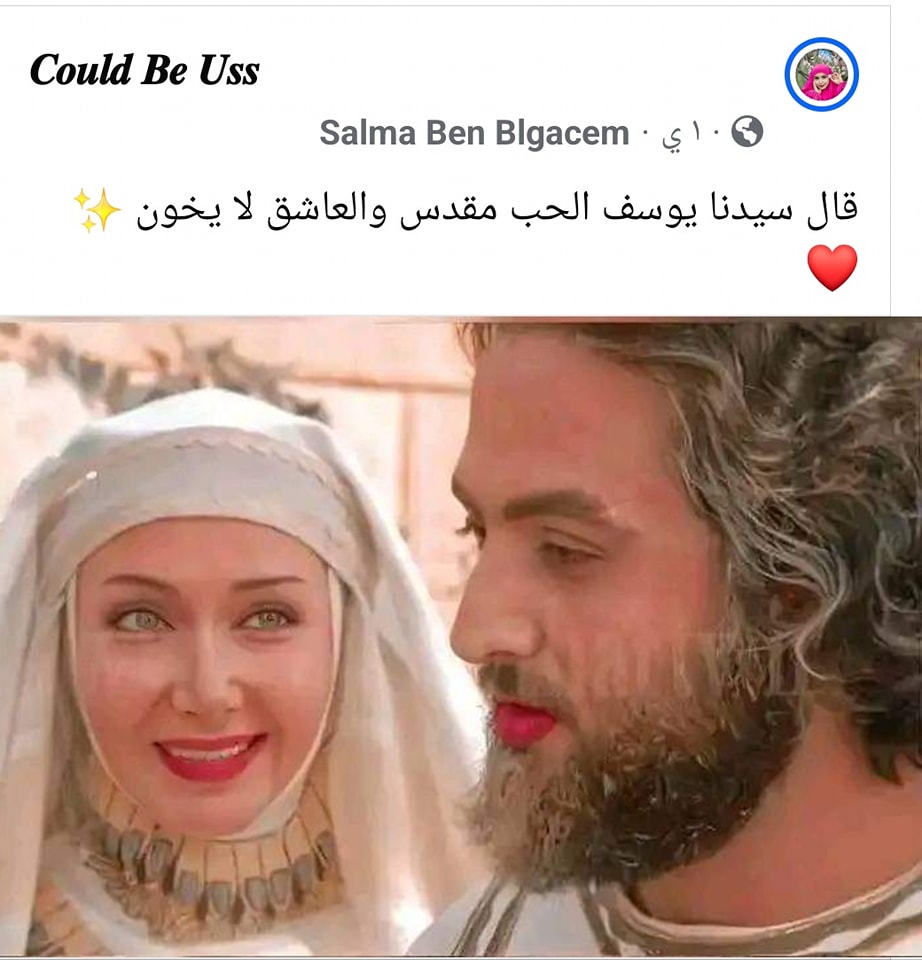 Could Be Uss
Salma Ben Blgacem · ١٠ ي ·
قال سيدنا يوسف الحب مقدس والعاشق لا يخون ✨
❤️